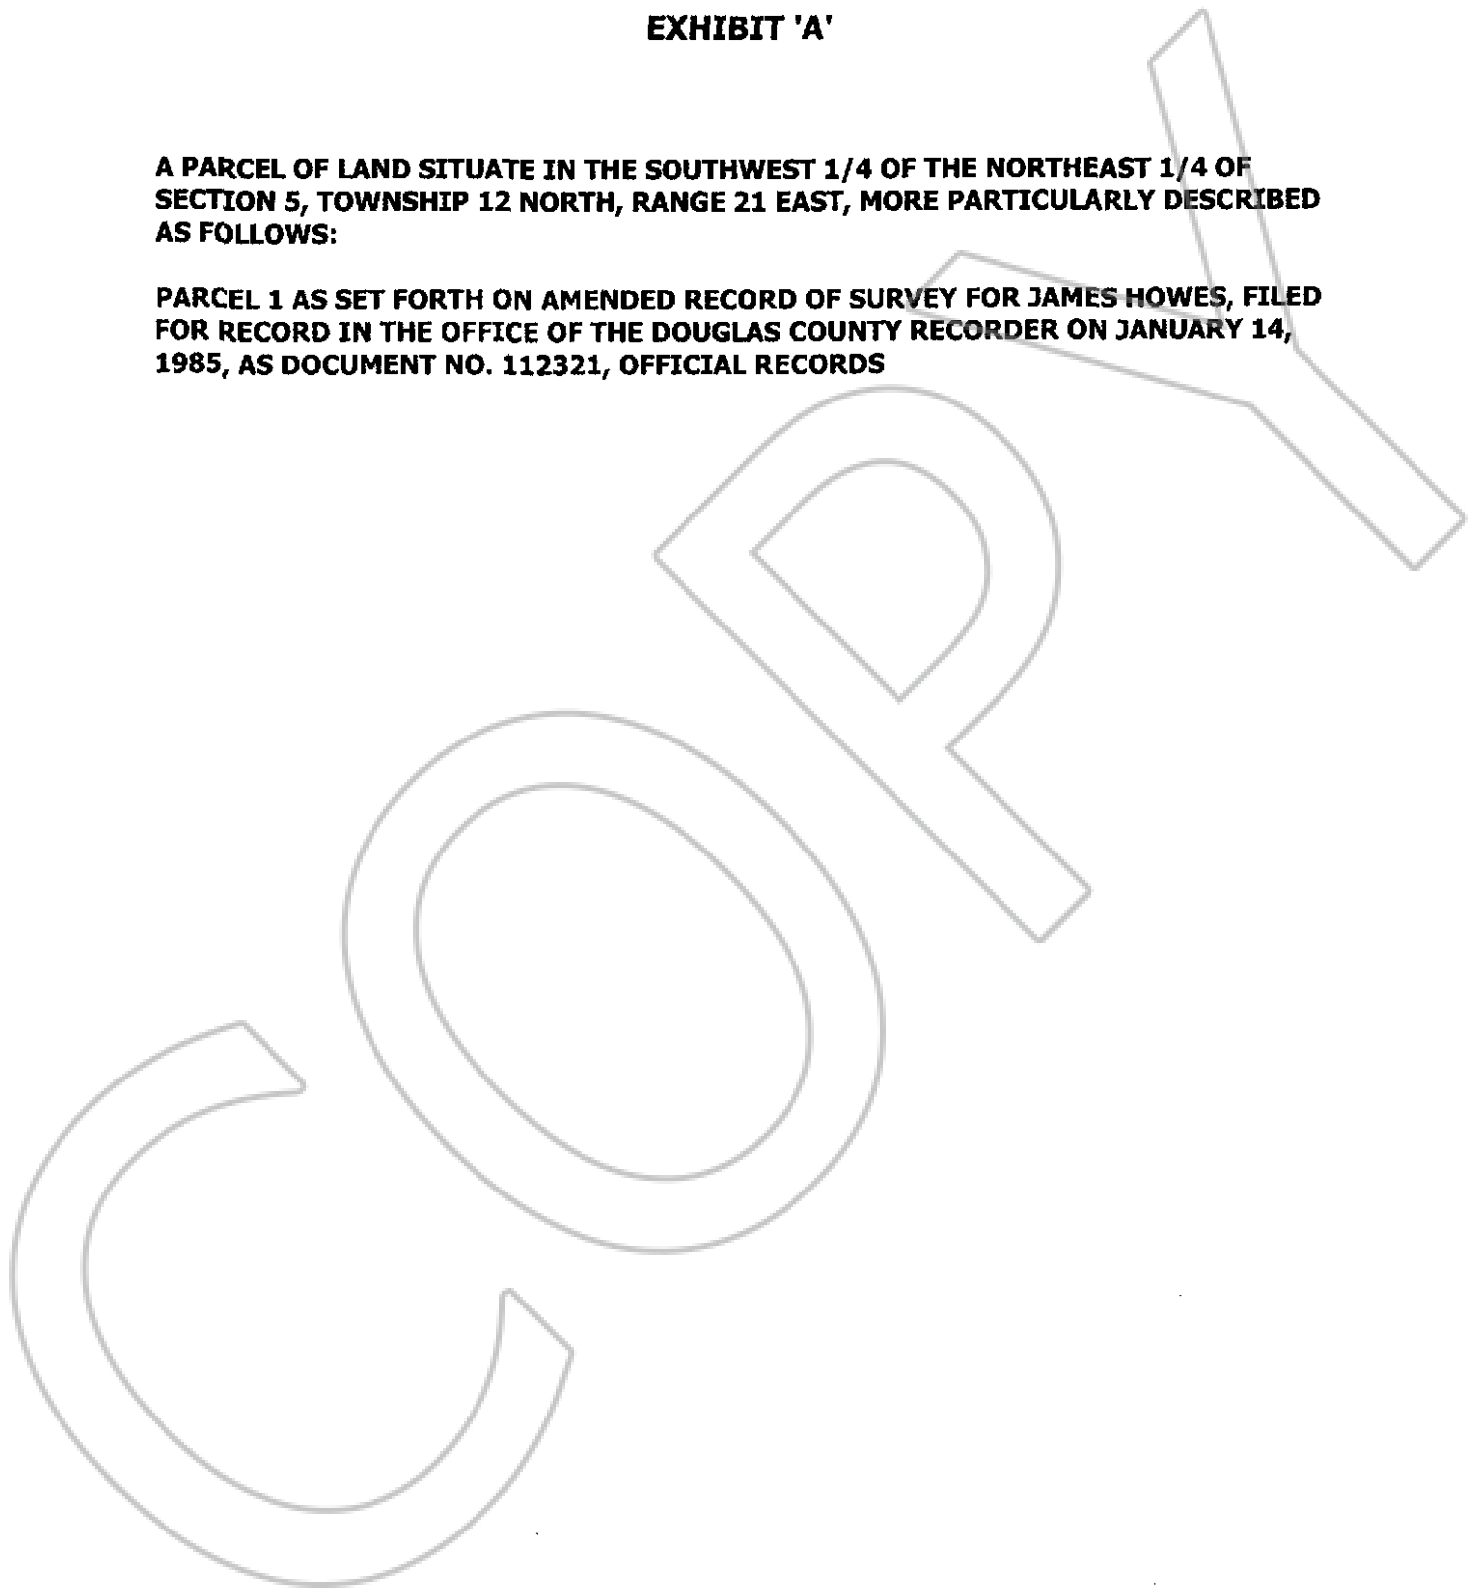 EXHIBIT 'A'
A PARCEL OF LAND SITUATE IN THE SOUTHWEST 1/4 OF THE NORTHEAST 1/4 OF
SECTION 5, TOWNSHIP 12 NORTH, RANGE 21 EAST, MORE PARTICULARLY DESCRIBED
AS FOLLOWS:
PARCEL 1 AS SET FORTH ON AMENDED RECORD OF SURVEY FOR JAMES HOWES, FILED
FOR RECORD IN THE OFFICE OF THE DOUGLAS COUNTY RECORDER ON JANUARY 14,
1985, AS DOCUMENT NO. 112321, OFFICIAL RECORDS
COPY